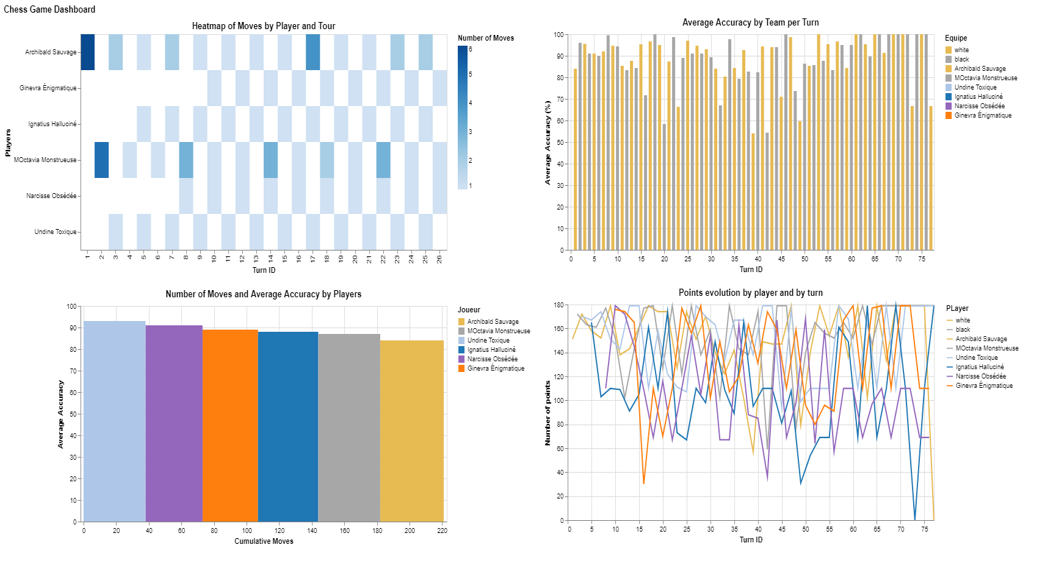 Chess Game Dashboard
Heatmap of Moves by Player and Tour
Players
Archibald Sauvage
Ginevra Énigmatique
Ignatius Halluciné
MOctavia Monstrueuse
Narcisse Obsédée
Undine Toxique
1 2 3 4 5 6 7 8 9 10 11 12 13 14 15 16 17 18 19 20 21 22 23 24 25 26
Turn ID
Number of Moves
6
5
4
3
2
1
Average Accuracy by Team per Turn
Average Accuracy (%)
100
90
80
70
60
50
40
30
20
10
0
0 5 10 15 20 25 30 35 40 45 50 55 60 65 70 75
Turn ID
Equipe
white
black
Archibald Sauvage
MOctavia Monstrueuse
Undine Toxique
Ignatius Halluciné
Narcisse Obsédée
Ginevra Énigmatique
Number of Moves and Average Accuracy by Players
Average Accuracy
100
90
80
70
60
50
40
30
20
10
0
0 20 40 60 80 100 120 140 160 180 200 220
Cumulative Moves
Joueur
Archibald Sauvage
MOctavia Monstrueuse
Undine Toxique
Ignatius Halluciné
Narcisse Obsédée
Ginevra Énigmatique
Points evolution by player and by turn
Number of points
180
160
140
120
100
80
60
40
20
0
0 5 10 15 20 25 30 35 40 45 50 55 60 65 70 75
Turn ID
PLayer
white
black
Archibald Sauvage
MOctavia Monstrueuse
Undine Toxique
Ignatius Halluciné
Narcisse Obsédée
Ginevra Énigmatique